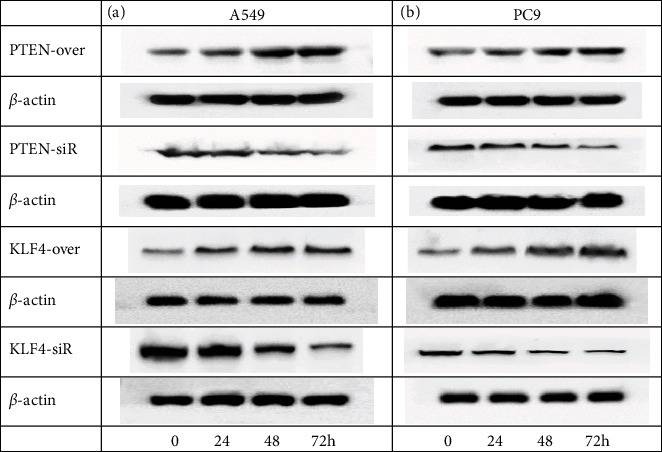 (a) A549 (b) PC9
PTEN-over
β-actin
PTEN-siR
β-actin
KLF4-over
β-actin
KLF4-siR
β-actin
0 24 48 72h 0 24 48 72h